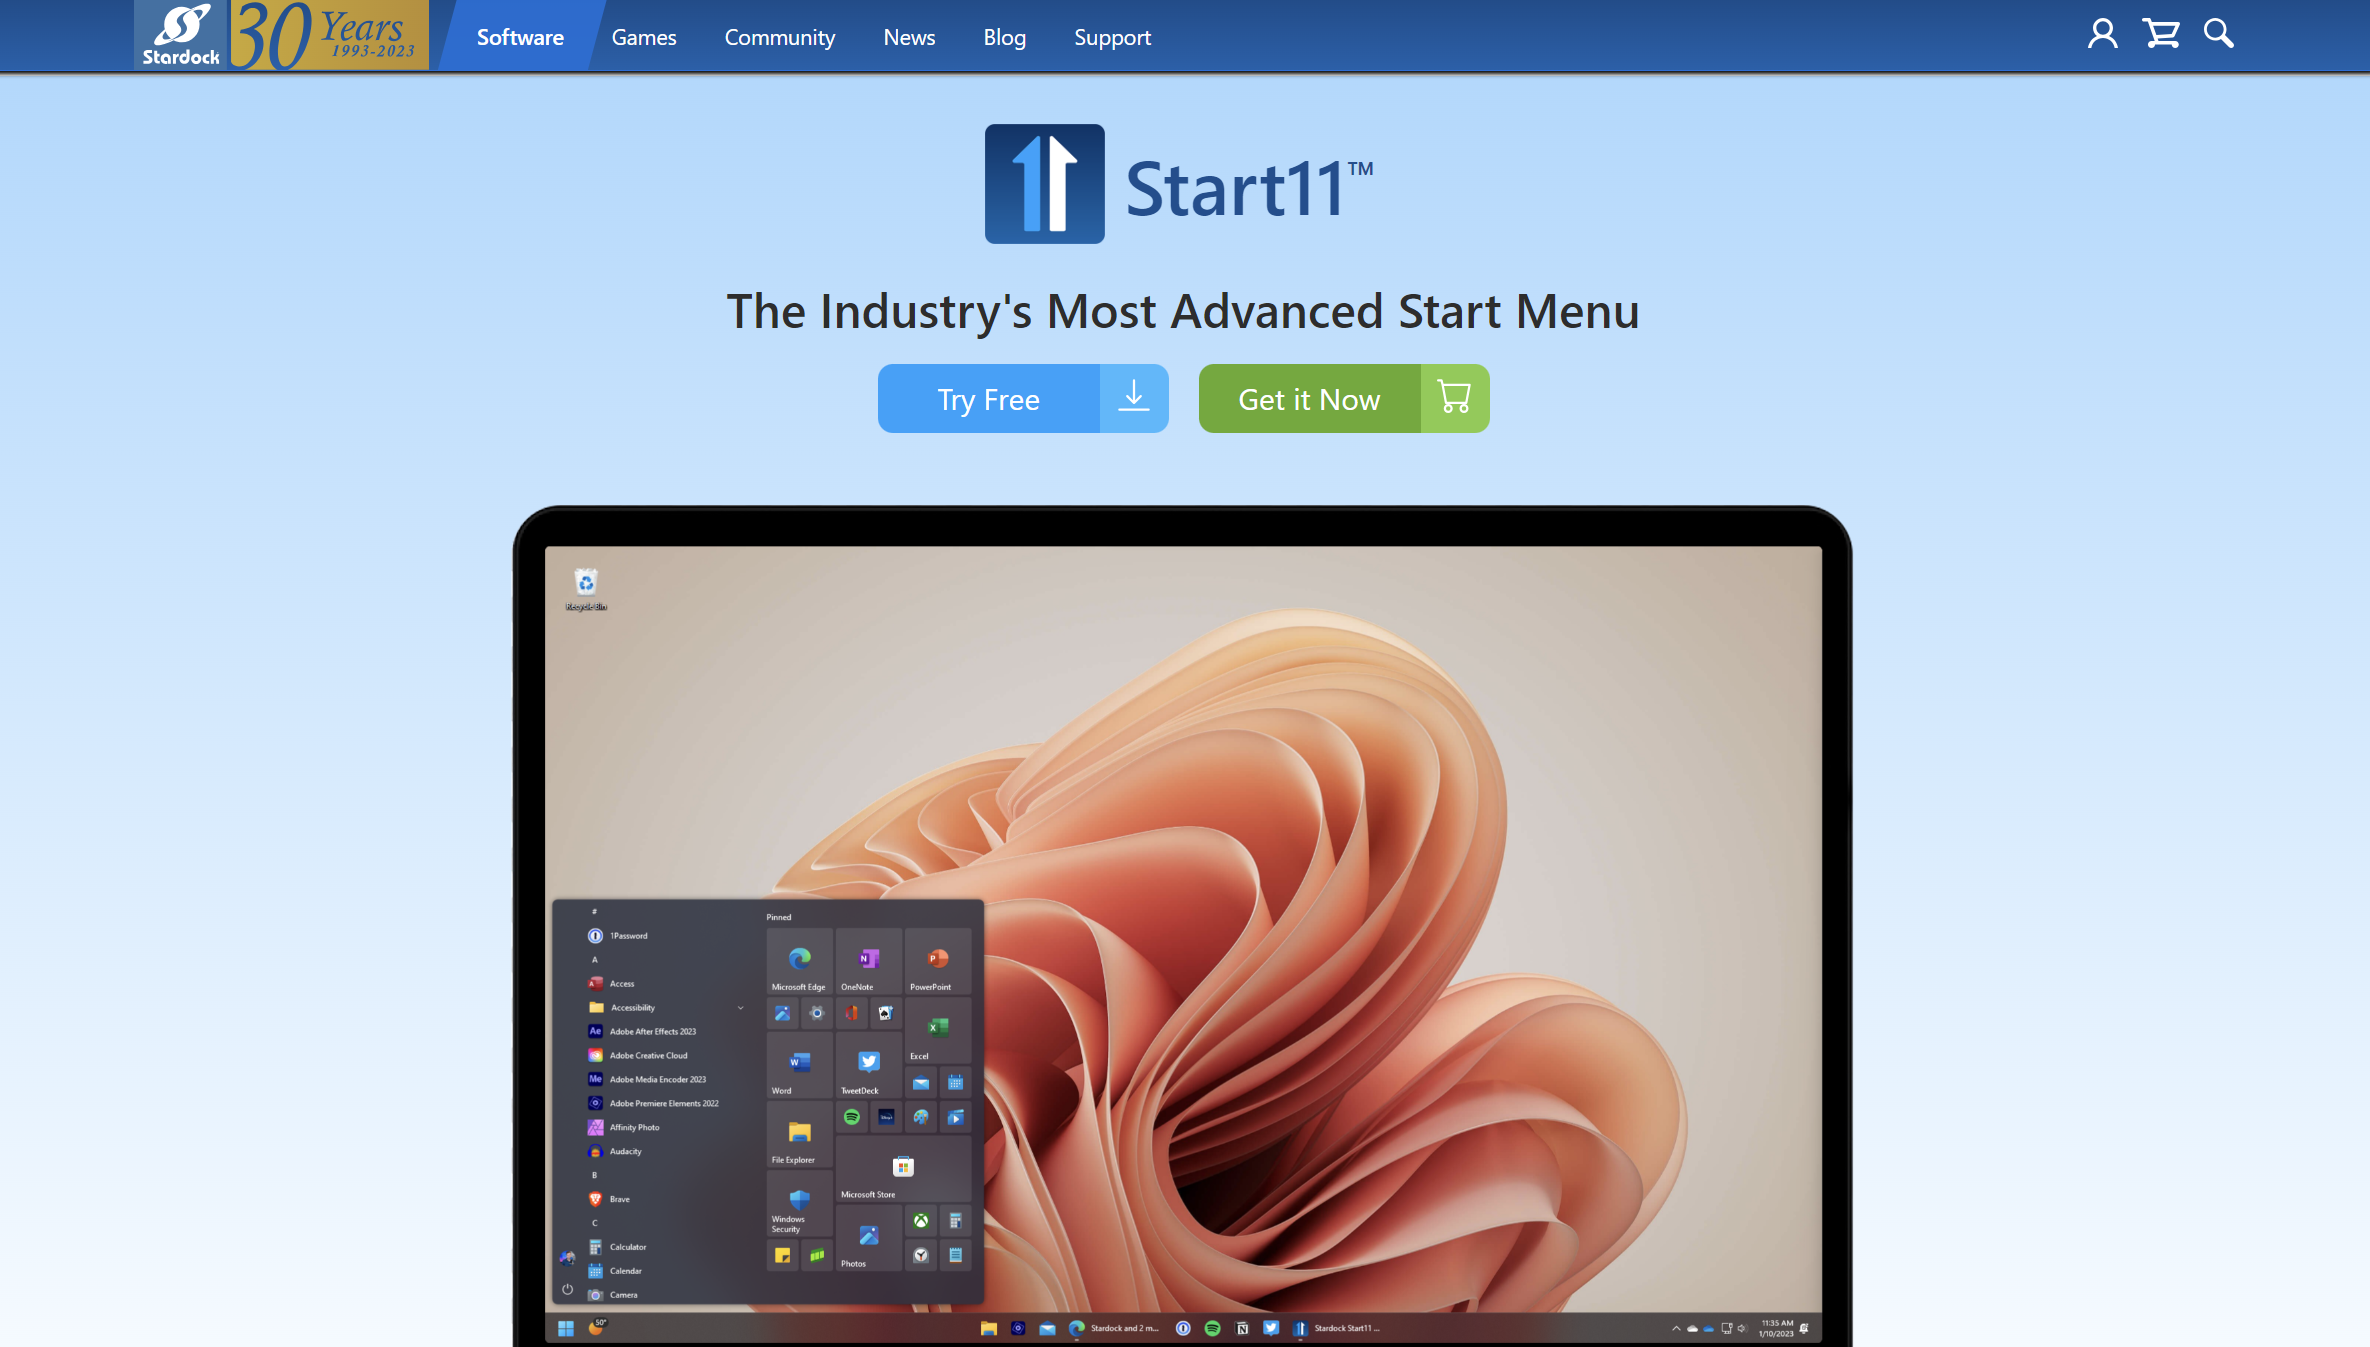 Stardock
30 Years
1993-2023
Software
Games
Community
News
Blog
Support
Start11™
The Industry's Most Advanced Start Menu
Try Free
Get it Now
Recycle Bin
#
1Password
A
Access
Accessibility
Adobe After Effects 2023
Adobe Creative Cloud
Adobe Media Encoder 2023
Adobe Premiere Elements 2022
Affinity Photo
Audacity
B
Brave
C
Calculator
Calendar
Camera
Pinned
Microsoft Edge
OneNote
PowerPoint
Excel
Word
TweetDeck
File Explorer
Microsoft Store
Windows
Security
Photos
50°
Stardock and 2 m...
Stardock Start11 ...
11:35 AM
1/10/2023